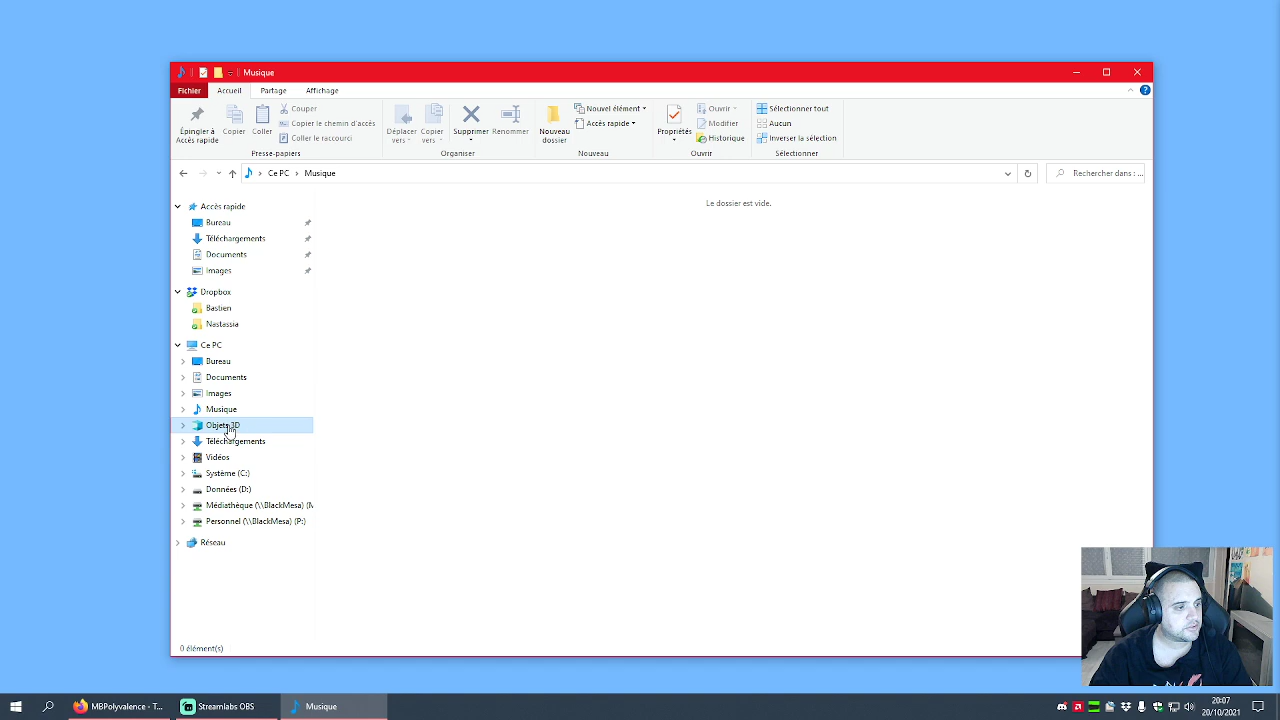 Musique
Fichier Accueil Partage Affichage
Épingler à Accès rapide
Copier
Coller
Couper
Copier le chemin d'accès
Coller le raccourci
Presse-papiers
Déplacer vers
Copier vers
Supprimer
Renommer
Organiser
Nouveau dossier
Nouvel élément
Accès rapide
Nouveau
Propriétés
Ouvrir
Modifier
Historique
Ouvrir
Sélectionner tout
Aucun
Inverser la sélection
Sélectionner
Ce PC > Musique
Rechercher dans : ...
Accès rapide
Bureau
Téléchargements
Documents
Images
Dropbox
Bastien
Nastassia
Ce PC
Bureau
Documents
Images
Musique
Objets 3D
Téléchargements
Vidéos
Système (C:)
Données (D:)
Médiathèque (\\BlackMesa) (M
Personnel (\\BlackMesa) (P:)
Réseau
Le dossier est vide.
0 élément(s)
MBPolyvalence - T...
Streamlabs OBS
Musique
20:07
20/10/2021